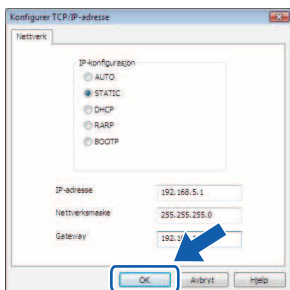 Konfigurer TCP/IP-adresse
Nettverk
IP-konfigurasjon
AUTO
STATIC
DHCP
RARP
BOOTP
IP-adresse 192.168.5.1
Nettverksmaske 255.255.255.0
Gateway
OK Avbryt Hjelp